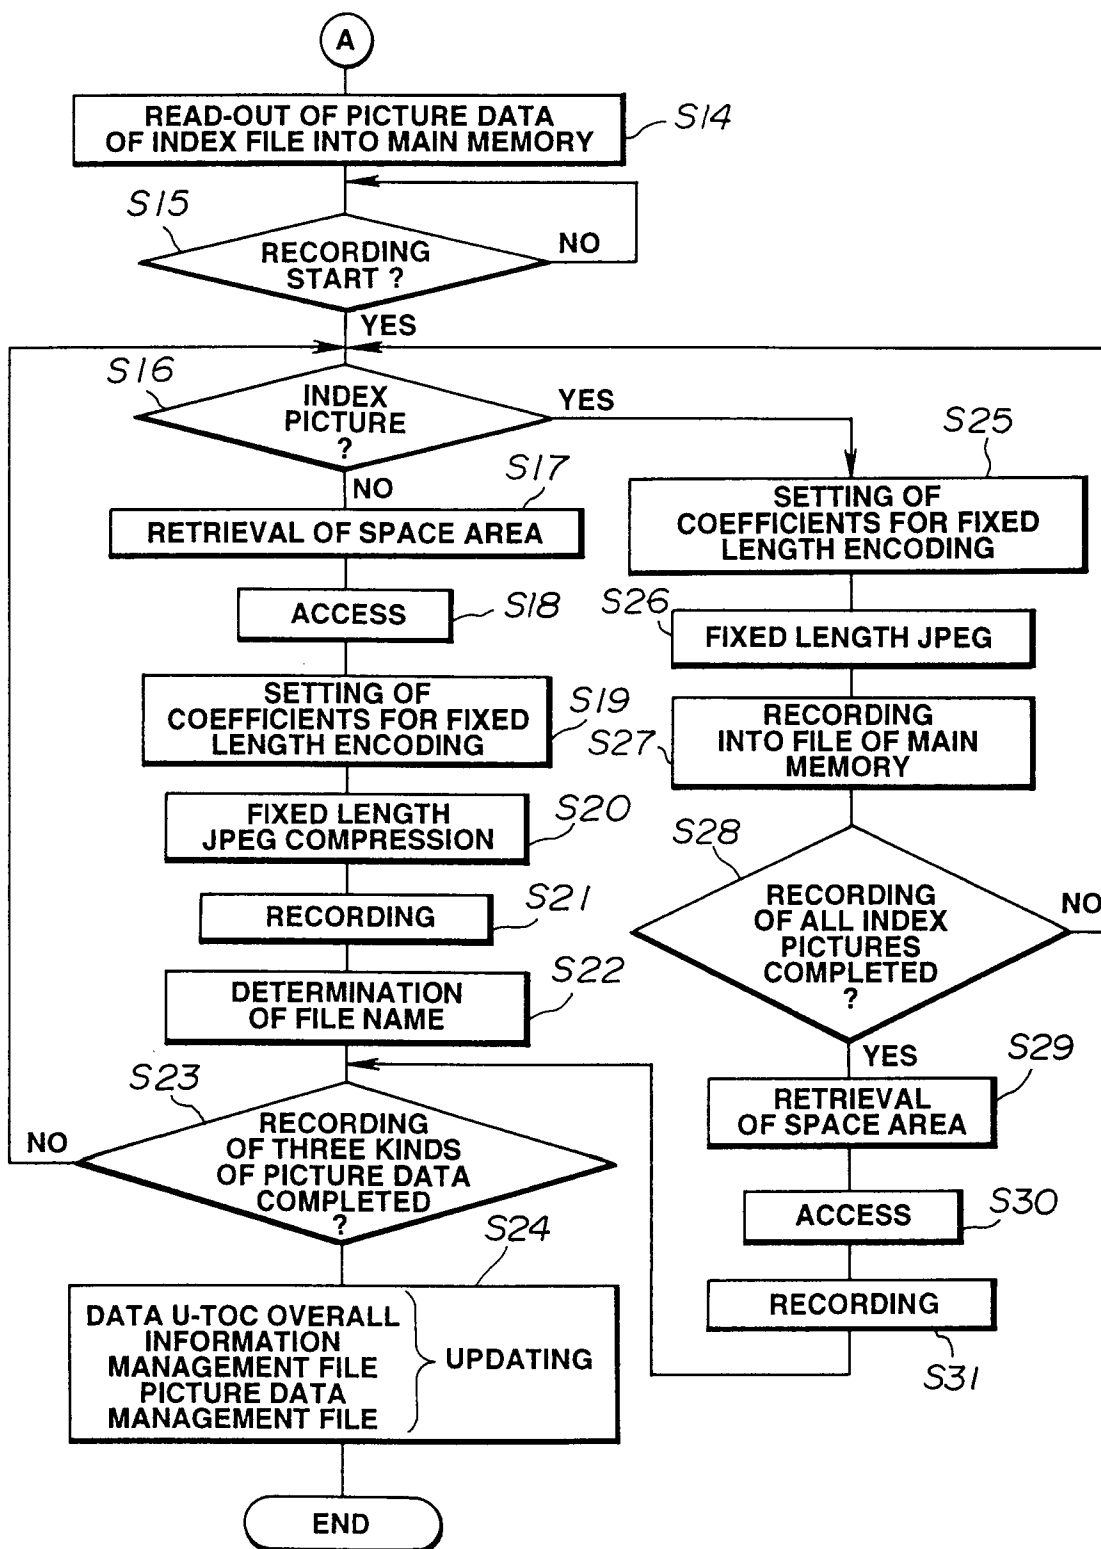 A
READ-OUT OF PICTURE DATA
OF INDEX FILE INTO MAIN MEMORY
S14
S15
RECORDING
START ?
NO
YES
S16
INDEX
PICTURE
?
YES
NO
S17
RETRIEVAL OF SPACE AREA
ACCESS
S18
SETTING OF
COEFFICIENTS FOR FIXED
LENGTH ENCODING
S19
FIXED LENGTH
JPEG COMPRESSION
S20
RECORDING
S21
DETERMINATION
OF FILE NAME
S22
S23
RECORDING
OF THREE KINDS
OF PICTURE DATA
COMPLETED
?
NO
S24
DATA U-TOC OVERALL
INFORMATION
MANAGEMENT FILE
PICTURE DATA
MANAGEMENT FILE
UPDATING
END
S25
SETTING OF
COEFFICIENTS FOR FIXED
LENGTH ENCODING
S26
FIXED LENGTH JPEG
S27
RECORDING
INTO FILE OF MAIN
MEMORY
S28
RECORDING
OF ALL INDEX
PICTURES
COMPLETED
?
NO
YES
S29
RETRIEVAL
OF SPACE AREA
ACCESS
S30
RECORDING
S31